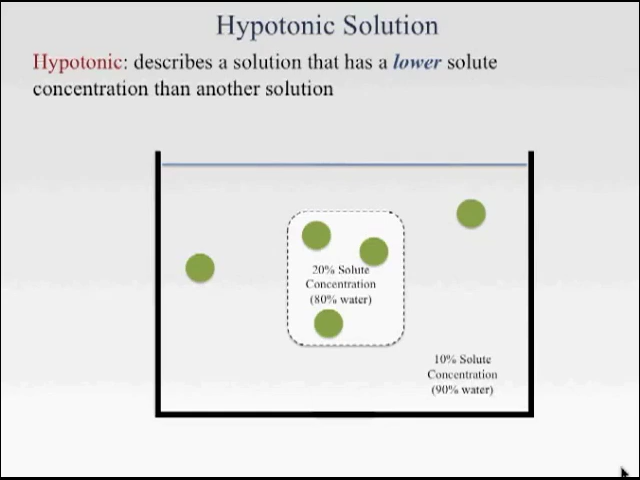 Hypotonic Solution
Hypotonic: describes a solution that has a lower solute
concentration than another solution
20% Solute
Concentration
(80% water)
10% Solute
Concentration
(90% water)